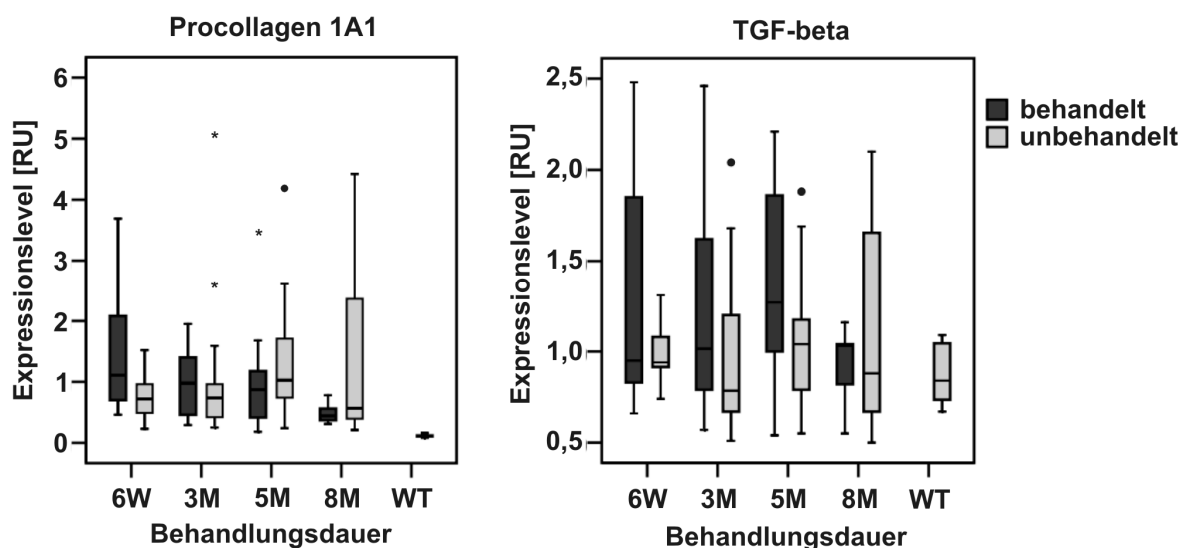 Procollagen 1A1
Expressionslevel [RU]
6
5
4
3
2
1
0
6W 3M 5M 8M WT
Behandlungsdauer
TGF-beta
Expressionslevel [RU]
2,5
2,0
1,5
1,0
0,5
6W 3M 5M 8M WT
Behandlungsdauer
behandelt
unbehandelt